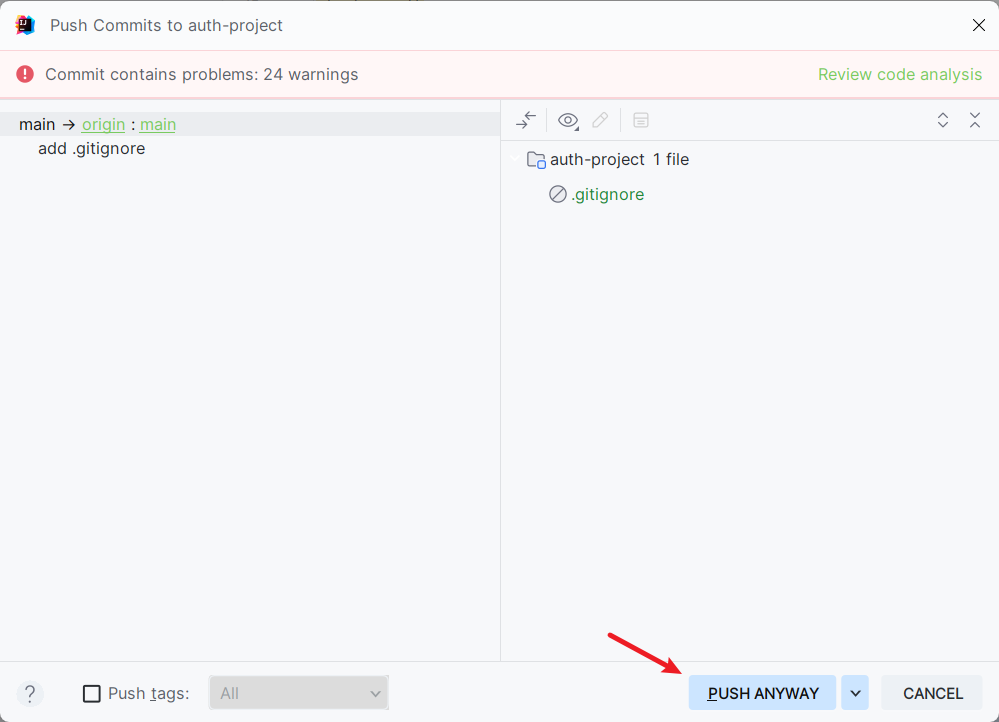 Push Commits to auth-project
Commit contains problems: 24 warnings
Review code analysis
main → origin : main
add .gitignore
auth-project 1 file
.gitignore
? Push tags: All
PUSH ANYWAY
CANCEL